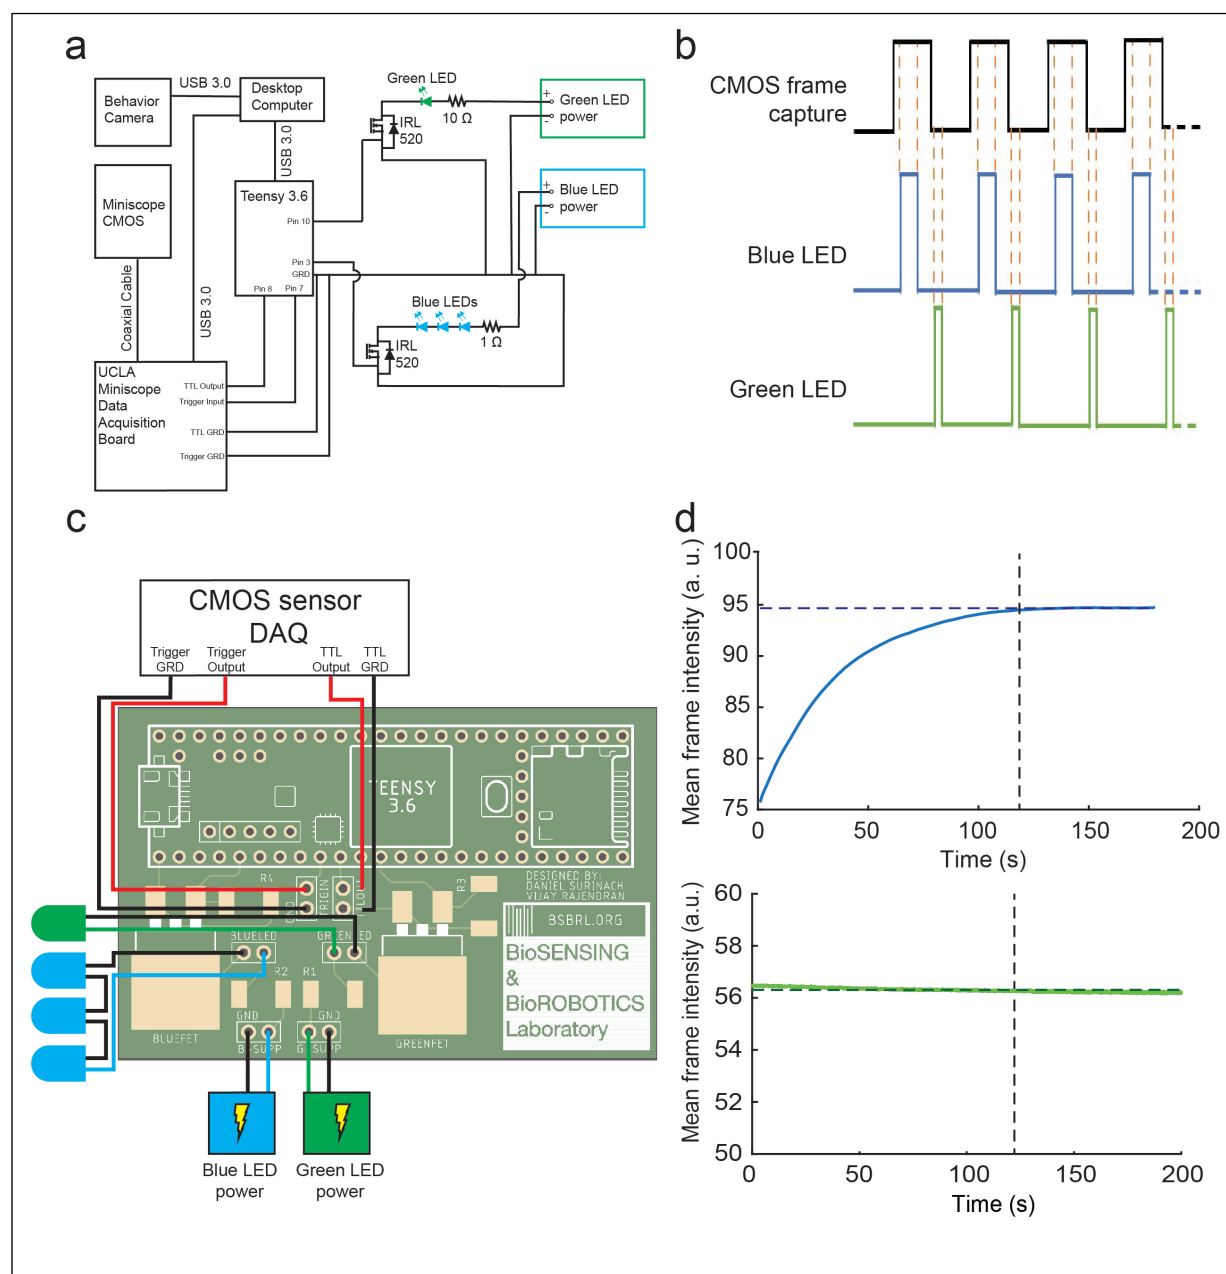 a
USB 3.0
Behavior
Camera
Desktop
Computer
Green LED
10 Ω
IRL
520
+
Green LED
power
-
USB 3.0
Miniscope
CMOS
Teensy 3.6
Pin 10
Pin 3
GRD
Pin 8
Pin 7
+
Blue LED
power
-
Coaxial Cable
USB 3.0
Blue LEDs
1 Ω
IRL
520
UCLA
Miniscope
Data
Acquisition
Board
TTL Output
Trigger Input
TTL GRD
Trigger GRD
b
CMOS frame
capture
Blue LED
Green LED
c
CMOS sensor
DAQ
Trigger
GRD
Trigger
Output
TTL
Output
TTL
GRD
TEENSY
3.6
R4
GND
TRIGIN
R3
DESIGNED BY:
DANIEL SURINACH
VIJAY RAJENDRAN
BSBRL.ORG
BioSENSING
&
BioROBOTICS
Laboratory
BLUELED
R2
R1
GND
GND
BLUEFET
GREENFET
Blue LED
power
Green LED
power
d
Mean frame intensity (a. u.)
100
95
90
85
80
75
0
50
100
150
200
Time (s)
Mean frame intensity (a.u.)
60
58
56
54
52
50
0
50
100
150
200
Time (s)